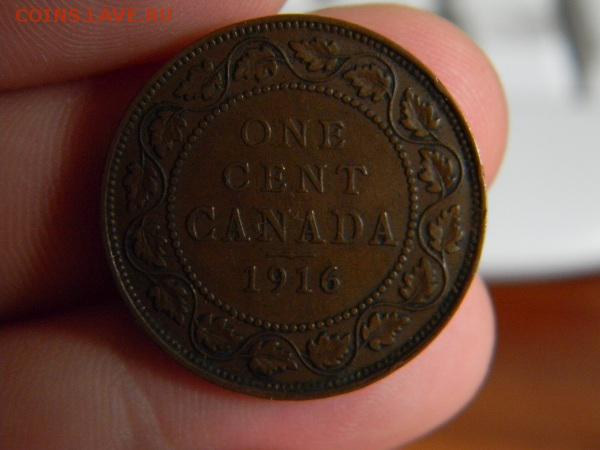 COINS.LAVE.RU
ONE
CENT
CANADA
1916